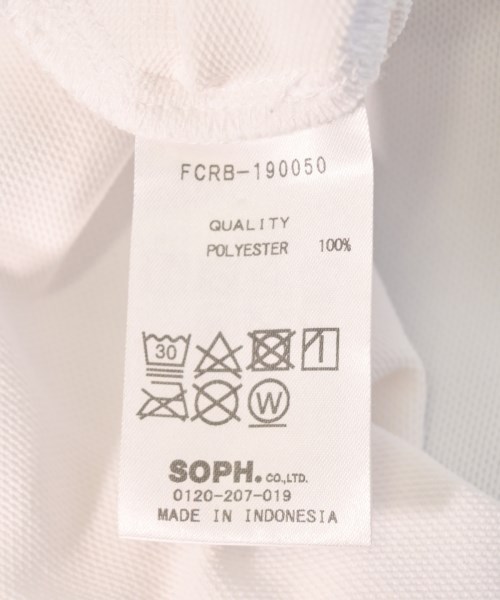 FCRB-190050
QUALITY
POLYESTER 100%
30
W
SOPH. CO.,LTD.
0120-207-019
MADE IN INDONESIA